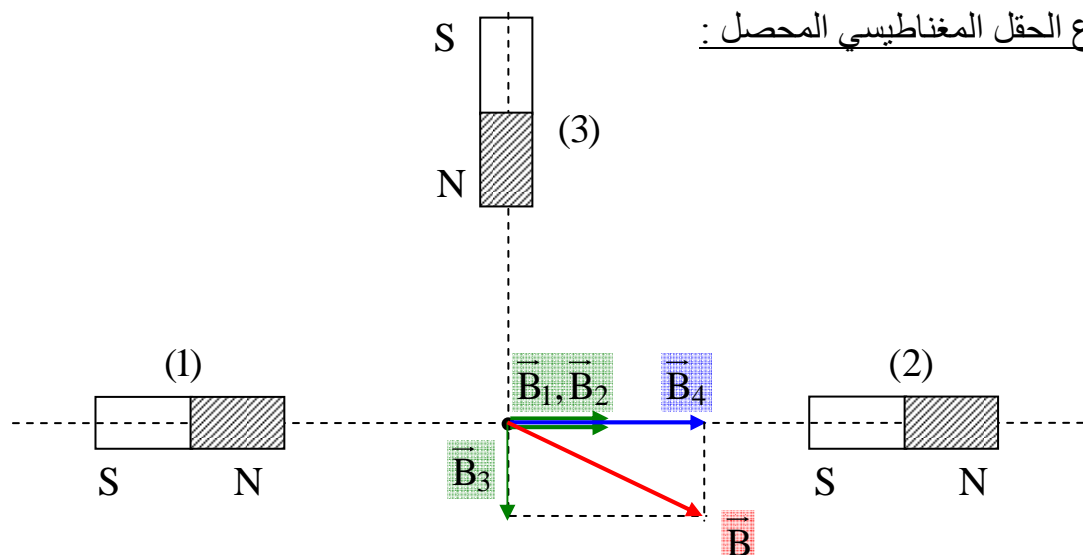 الحقل المغناطيسي المحصل :
S
(3)
N
(1)
B₁, B₂
B₄
(2)
B₃
S
N
S
N
B